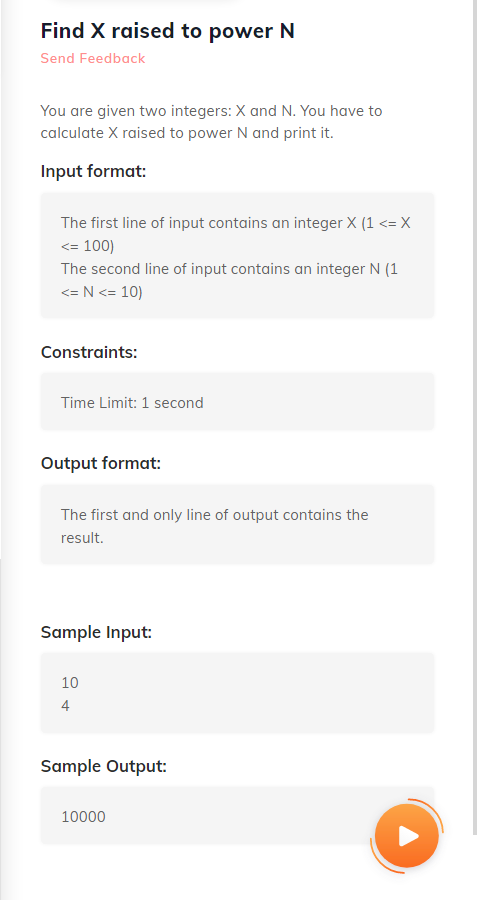 Find X raised to power N
Send Feedback
You are given two integers: X and N. You have to
calculate X raised to power N and print it.
Input format:
The first line of input contains an integer X (1 <= X
<= 100)
The second line of input contains an integer N (1
<= N <= 10)
Constraints:
Time Limit: 1 second
Output format:
The first and only line of output contains the
result.
Sample Input:
10
4
Sample Output:
10000